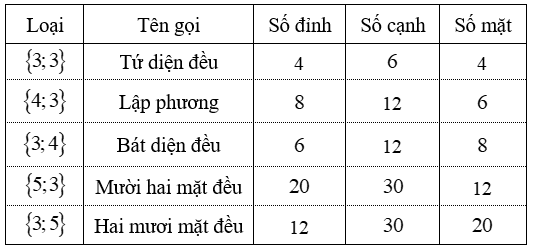 Loại Tên gọi Số đỉnh Số cạnh Số mặt
{3; 3} Tứ diện đều 4 6 4
{4; 3} Lập phương 8 12 6
{3; 4} Bát diện đều 6 12 8
{5; 3} Mười hai mặt đều 20 30 12
{3; 5} Hai mươi mặt đều 12 30 20